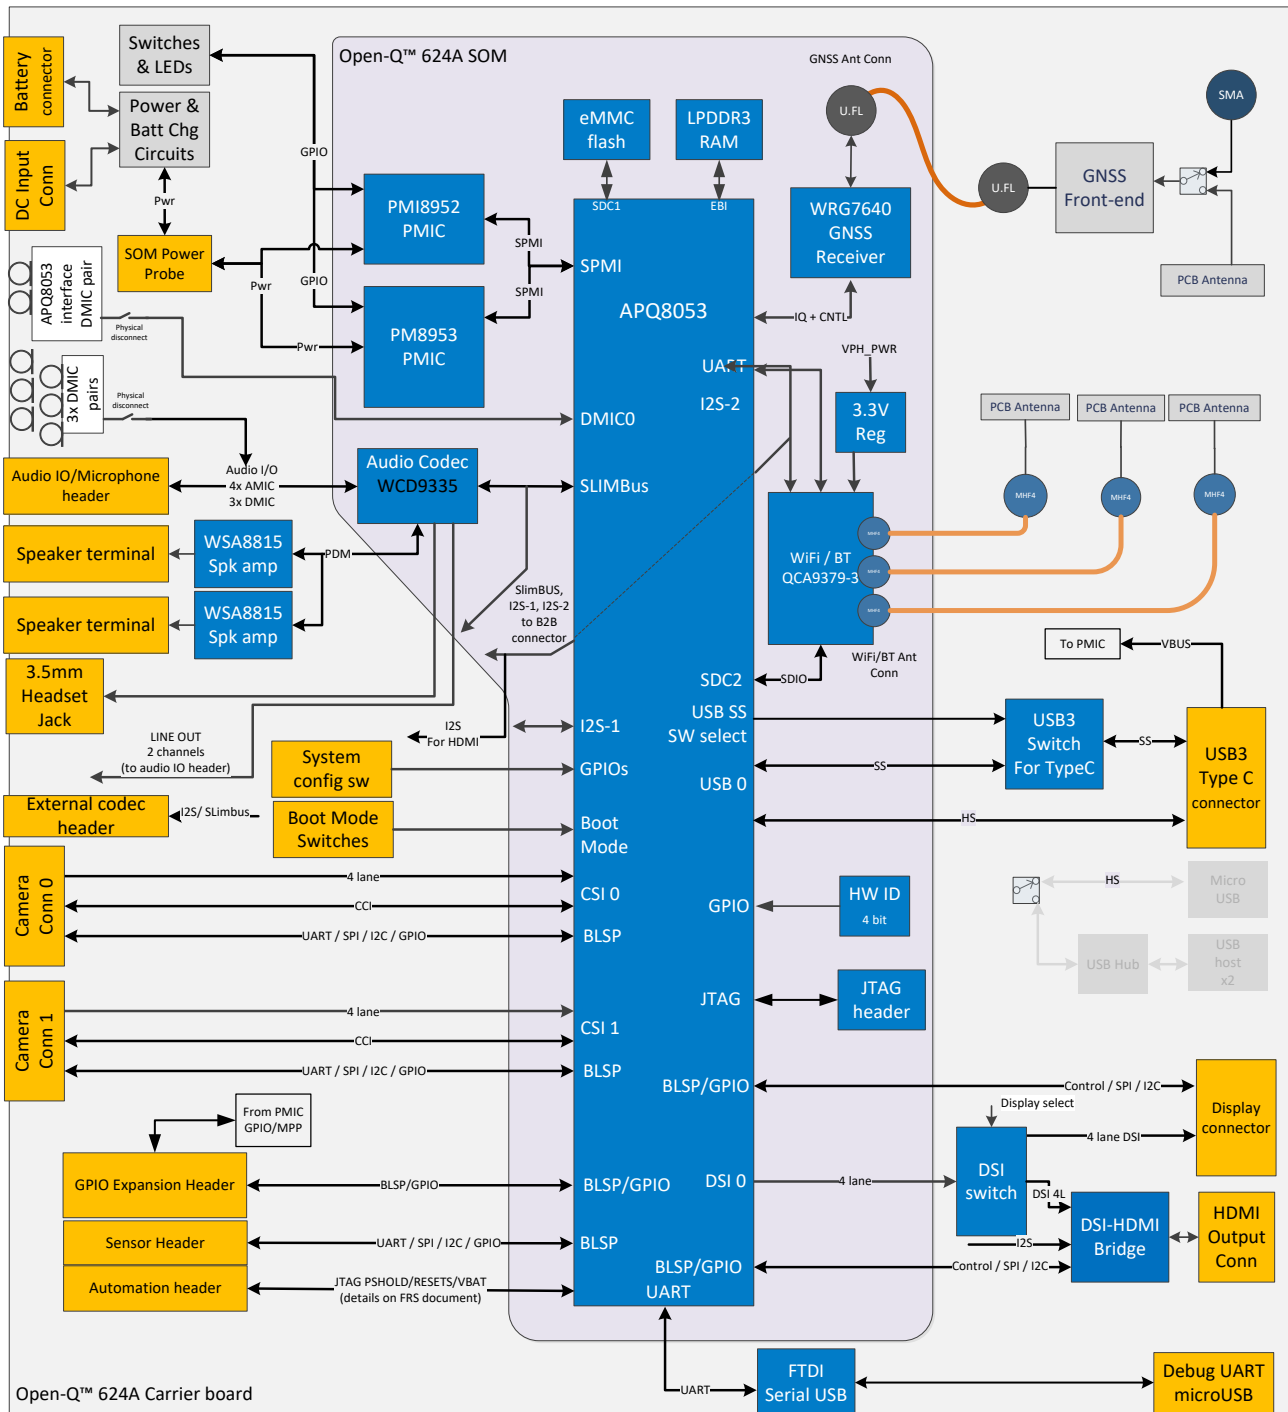 Battery
connector
Switches
& LEDs
Open-Q™ 624A SOM
GNSS Ant Conn
SMA
Power &
Batt Chg
Circuits
DC Input
Conn
eMMC
flash
LPDDR3
RAM
U.FL
U.FL
GNSS
Front-end
GPIO
SDC1
EBI
Pwr
PMI8952
PMIC
WRG7640
GNSS
Receiver
SOM Power
Probe
SPMI
SPMI
SPMI
PCB Antenna
APQ8053
interface
DMIC pair
Pwr
GPIO
Physical
disconnect
PM8953
PMIC
Pwr
APQ8053
IQ + CNTL
VPH_PWR
UART
I2S-2
3.3V
Reg
3x DMIC
pairs
Physical
disconnect
DMIC0
PCB Antenna
PCB Antenna
PCB Antenna
Audio IO/Microphone
header
Audio I/O
4x AMIC
3x DMIC
Audio Codec
WCD9335
SLIMBus
MHF4
MHF4
MHF4
MHF4
MHF4
MHF4
WiFi / BT
QCA9379-3
Speaker terminal
WSA8815
Spk amp
PDM
Speaker terminal
WSA8815
Spk amp
SlimBUS,
I2S-1, I2S-2
to B2B
connector
To PMIC
VBUS
WiFi/BT Ant
Conn
3.5mm
Headset
Jack
SDC2
SDIO
USB SS
SW select
USB3
Switch
For TypeC
SS
USB3
Type C
connector
I2S
For HDMI
I2S-1
LINE OUT
2 channels
(to audio IO header)
System
config sw
GPIOs
SS
USB 0
External codec
header
I2S/ SLimbus
Boot Mode
Switches
Boot
Mode
HS
Camera
Conn 0
4 lane
CSI 0
CCI
UART / SPI / I2C / GPIO
BLSP
GPIO
HW ID
4 bit
HS
Micro
USB
USB Hub
USB
host
x2
Camera
Conn 1
4 lane
CSI 1
CCI
UART / SPI / I2C / GPIO
BLSP
JTAG
JTAG
header
BLSP/GPIO
Control / SPI / I2C
Display select
Display
connector
4 lane DSI
From PMIC
GPIO/MPP
GPIO Expansion Header
BLSP/GPIO
BLSP/GPIO
DSI 0
4 lane
DSI
switch
DSI 4L
DSI-HDMI
Bridge
HDMI
Output
Conn
I2S
Sensor Header
UART / SPI / I2C / GPIO
BLSP
BLSP/GPIO
Control / SPI / I2C
Automation header
JTAG PSHOLD/RESETS/VBAT
(details on FRS document)
UART
UART
FTDI
Serial USB
Debug UART
microUSB
Open-Q™ 624A Carrier board